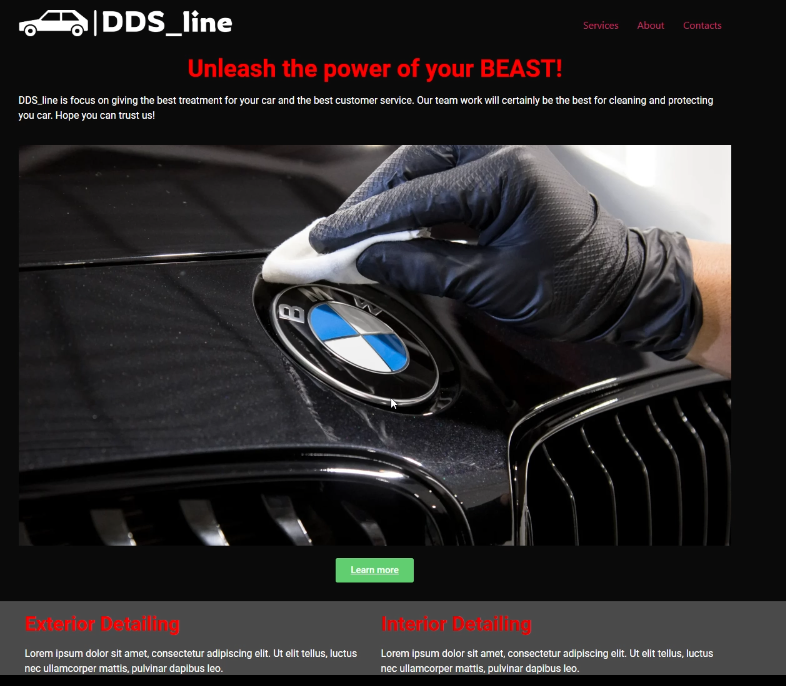 DDS_line
Services About Contacts
Unleash the power of your BEAST!
DDS_line is focus on giving the best treatment for your car and the best customer service. Our team work will certainly be the best for cleaning and protecting
you car. Hope you can trust us!
BMW
Learn more
Exterior Detailing
Lorem ipsum dolor sit amet, consectetur adipiscing elit. Ut elit tellus, luctus
nec ullamcorper mattis, pulvinar dapibus leo.
Interior Detailing
Lorem ipsum dolor sit amet, consectetur adipiscing elit. Ut elit tellus, luctus
nec ullamcorper mattis, pulvinar dapibus leo.